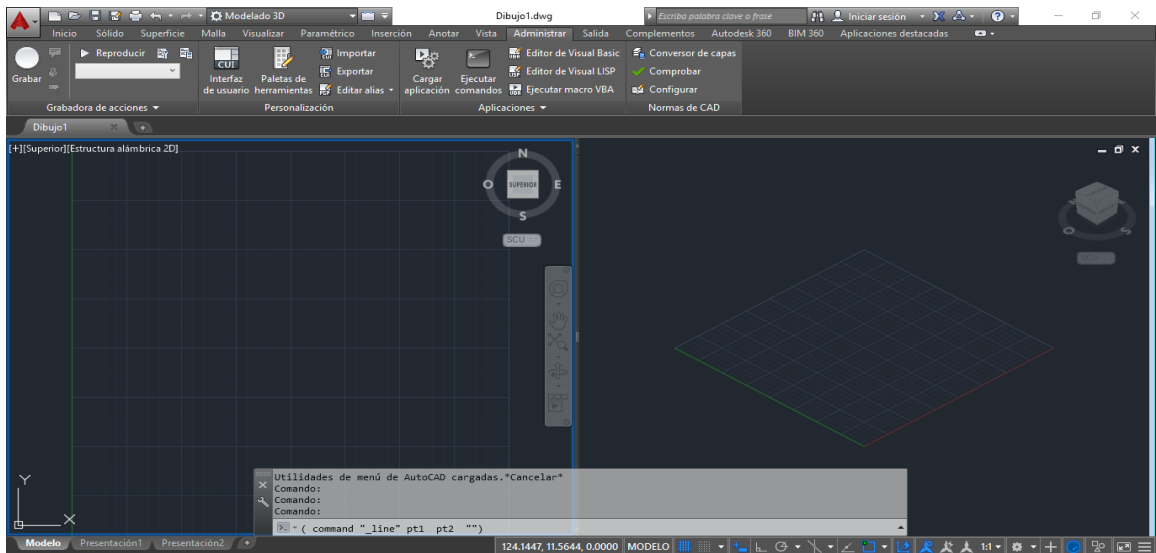 Modelado 3D
Dibujo1.dwg
Escriba palabra clave o frase
Iniciar sesión
Inicio Sólido Superficie Malla Visualizar Paramétrico Inserción Anotar Vista Administrar Salida Complementos Autodesk 360 BIM 360 Aplicaciones destacadas
Grabar
Reproducir
Grabadora de acciones
CUI
Interfaz de usuario
Paletas de herramientas
Importar
Exportar
Editar alias
Personalización
Cargar aplicación
Ejecutar comandos
Editor de Visual Basic
Editor de Visual LISP
Ejecutar macro VBA
Aplicaciones
Conversor de capas
Comprobar
Configurar
Normas de CAD
Dibujo1
[+][Superior][Estructura alámbrica 2D]
N
O SUPERIOR E
S
SCU
O S
Y
X
Utilidades de menú de AutoCAD cargadas.*Cancelar*
Comando:
Comando:
Comando:
( command "_line" pt1 pt2 "")
Modelo Presentación1 Presentación2 +
124.1447, 11.5644, 0.0000 MODELO 1:1